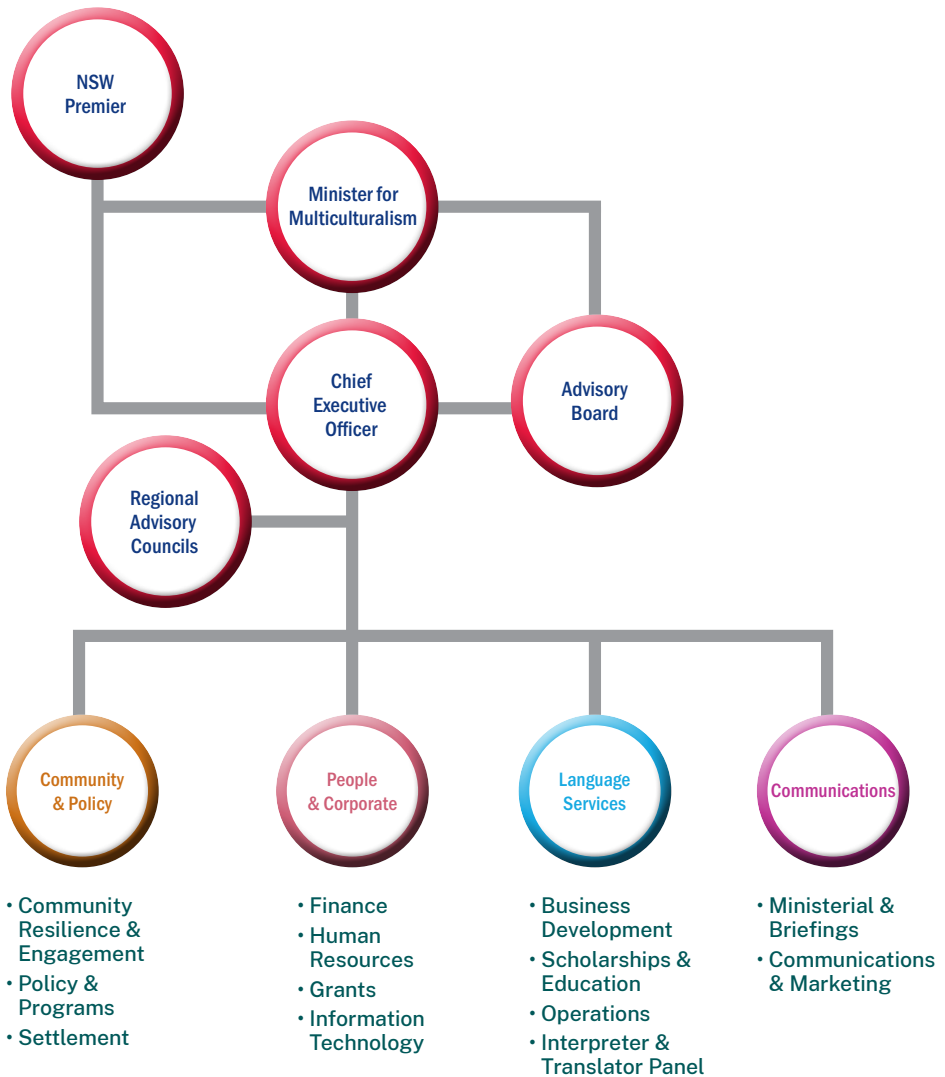 NSW
Premier
Minister for
Multiculturalism
Chief
Executive
Officer
Advisory
Board
Regional
Advisory
Councils
Community
& Policy
People
& Corporate
Language
Services
Communications
• Community
Resilience &
Engagement
• Policy &
Programs
• Settlement
• Finance
• Human
Resources
• Grants
• Information
Technology
• Business
Development
• Scholarships &
Education
• Operations
• Interpreter &
Translator Panel
• Ministerial &
Briefings
• Communications
& Marketing